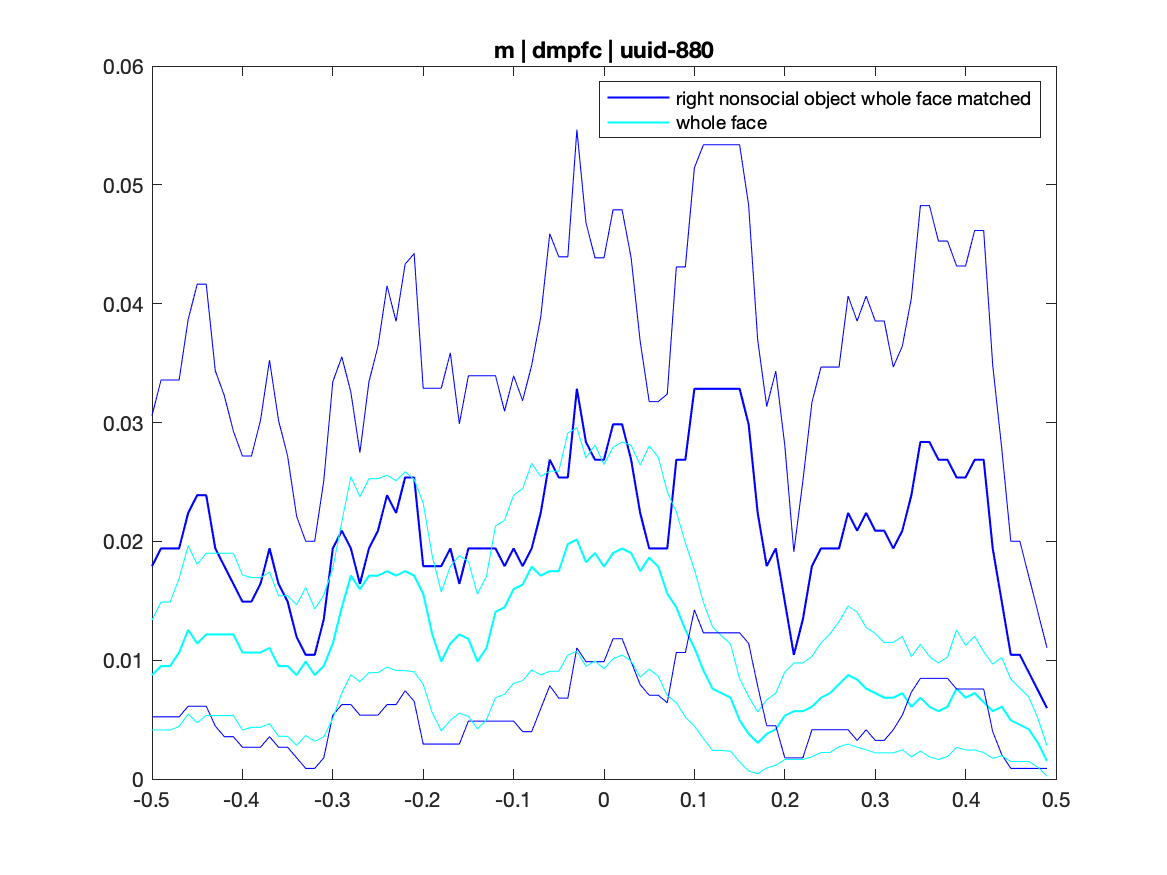 m | dmpfc | uuid-880
right nonsocial object whole face matched
whole face
0.06
0.05
0.04
0.03
0.02
0.01
0
-0.5 -0.4 -0.3 -0.2 -0.1 0 0.1 0.2 0.3 0.4 0.5